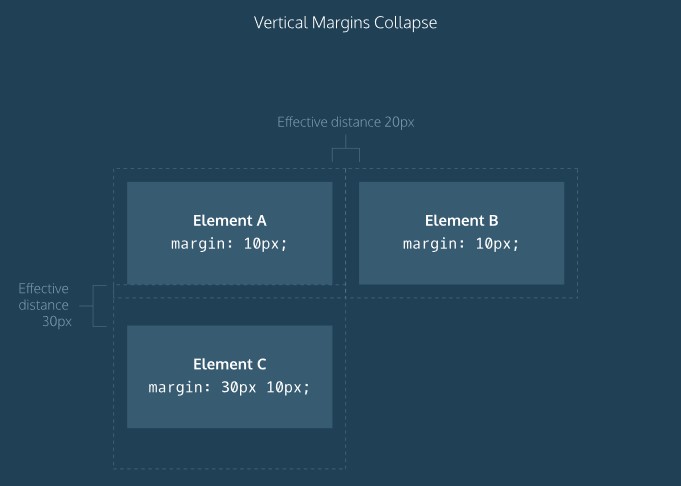 Vertical Margins Collapse
Effective distance 20px
Element A
margin: 10px;
Element B
margin: 10px;
Effective
distance
30px
Element C
margin: 30px 10px;